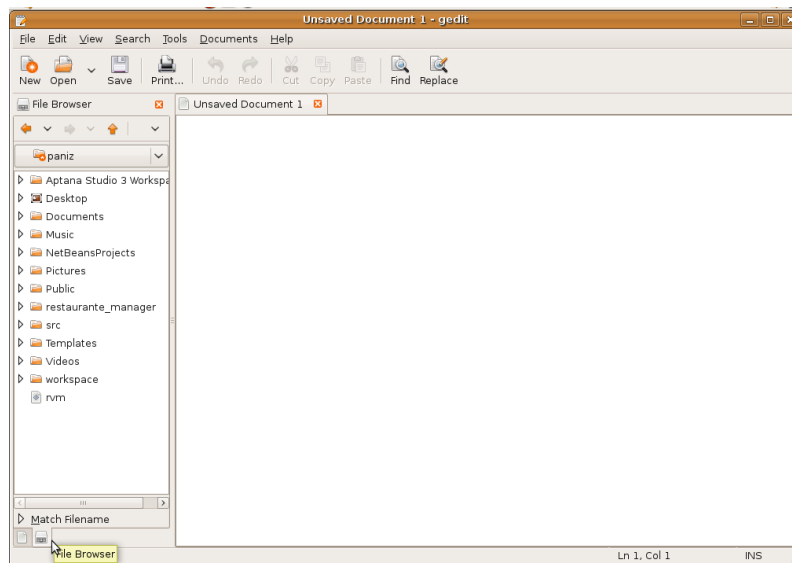 Unsaved Document 1 - gedit
File Edit View Search Tools Documents Help
New Open Save Print... Undo Redo Cut Copy Paste Find Replace
File Browser
Unsaved Document 1
paniz
Aptana Studio 3 Workspa
Desktop
Documents
Music
NetBeansProjects
Pictures
Public
restaurante_manager
src
Templates
Videos
workspace
rvm
Match Filename
File Browser
Ln 1, Col 1 INS